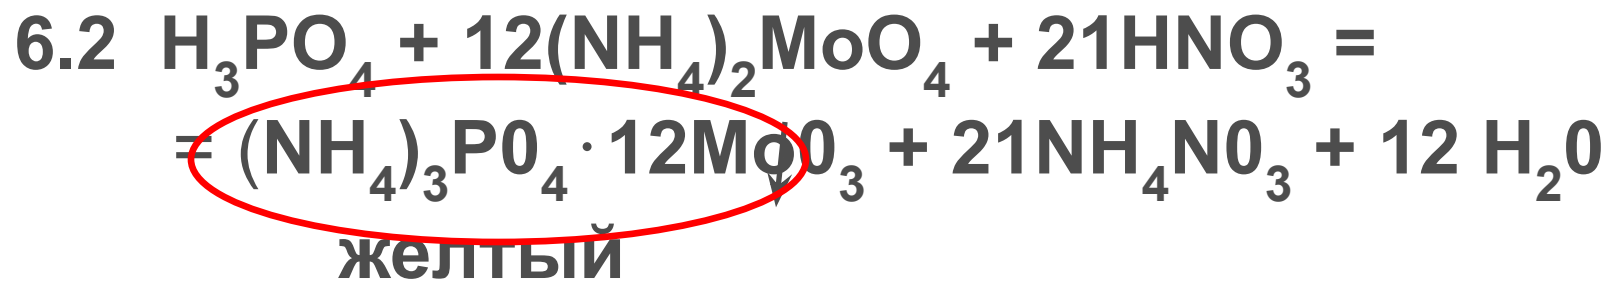 6.2 H₃PO₄ + 12(NH₄)₂MoO₄ + 21HNO₃ =
= (NH₄)₃P0₄ · 12Mo0₃ + 21NH₄N0₃ + 12 H₂0
желтый